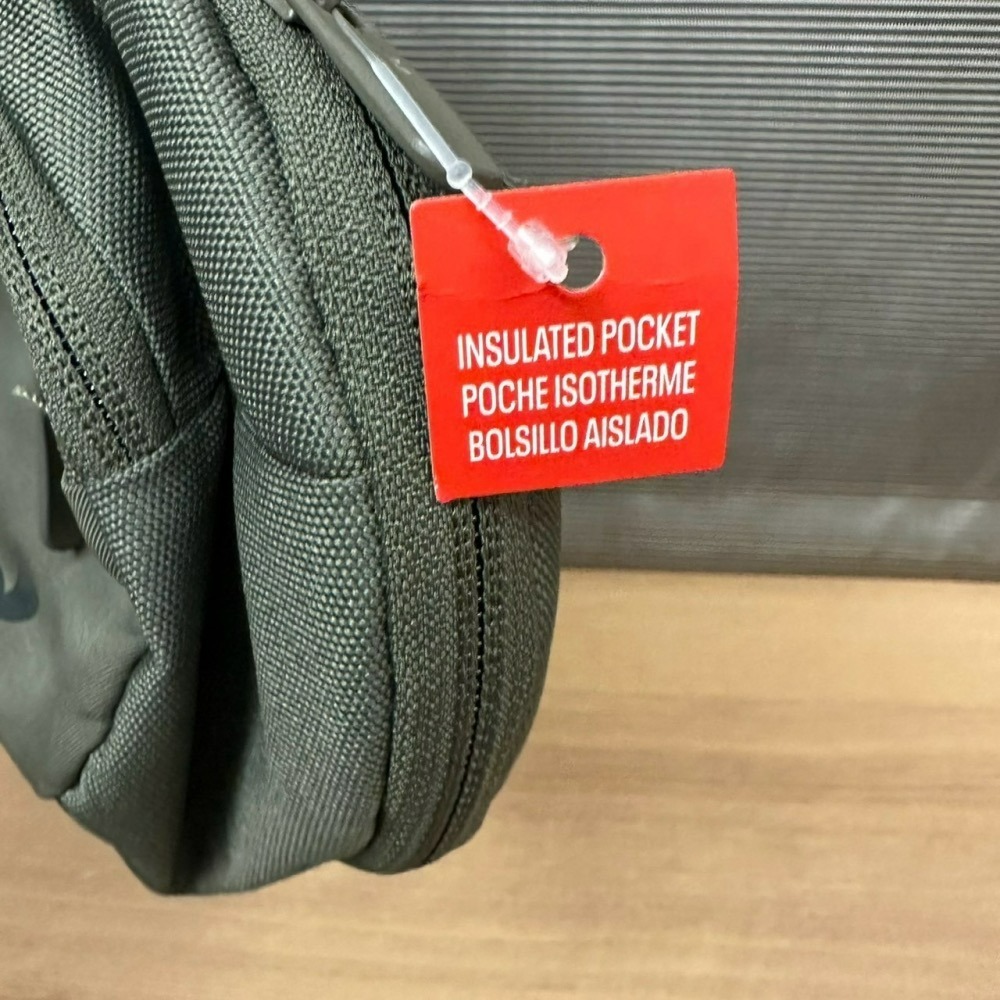 INSULATED POCKET
POCHE ISOTHERME
BOLSILLO AISLADO